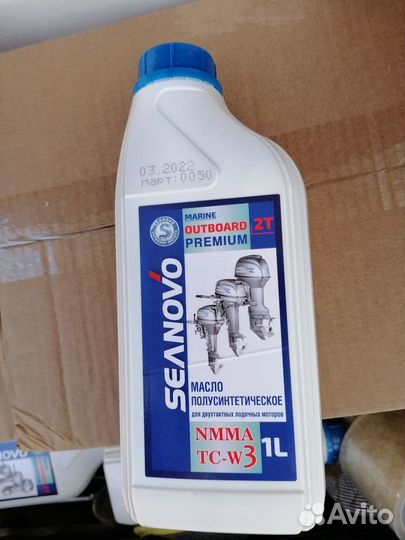 03.2022
март:0050
MARINE
OUTBOARD 2T
PREMIUM
SEANOVO
МАСЛО
ПОЛУСИНТЕТИЧЕСКОЕ
для двухтактных лодочных моторов
NMMA
TC-W3
1L
Avito